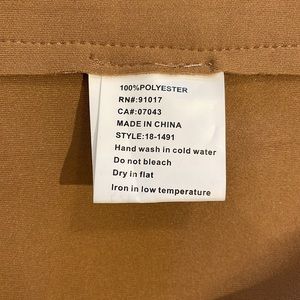 100%POLYESTER
RN#:91017
CA#:07043
MADE IN CHINA
STYLE:18-1491
Hand wash in cold water
Do not bleach
Dry in flat
Iron in low temperature